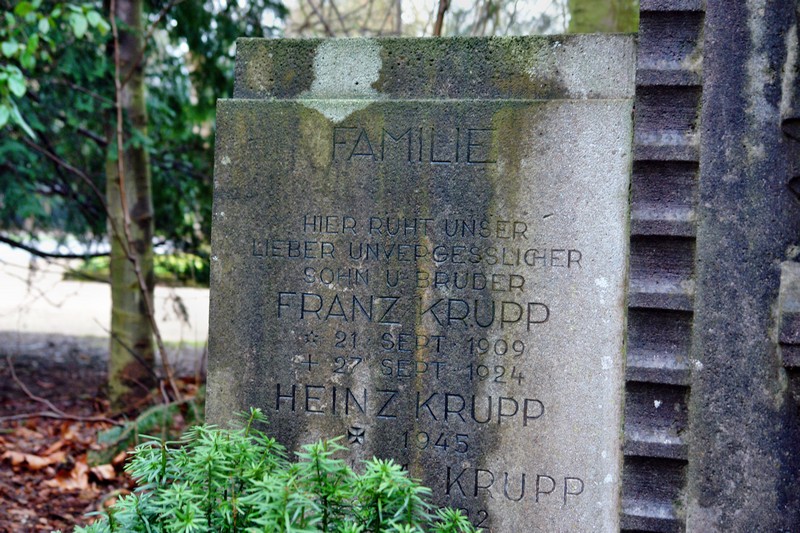 FAMILIE
HIER RUHT UNSER
LIEBER UNVERGESSLICHER
SOHN U BRUDER
FRANZ KRUPP
* 21 SEPT 1909
+ 27 SEPT 1924
HEINZ KRUPP
✠ 1945
KRUPP